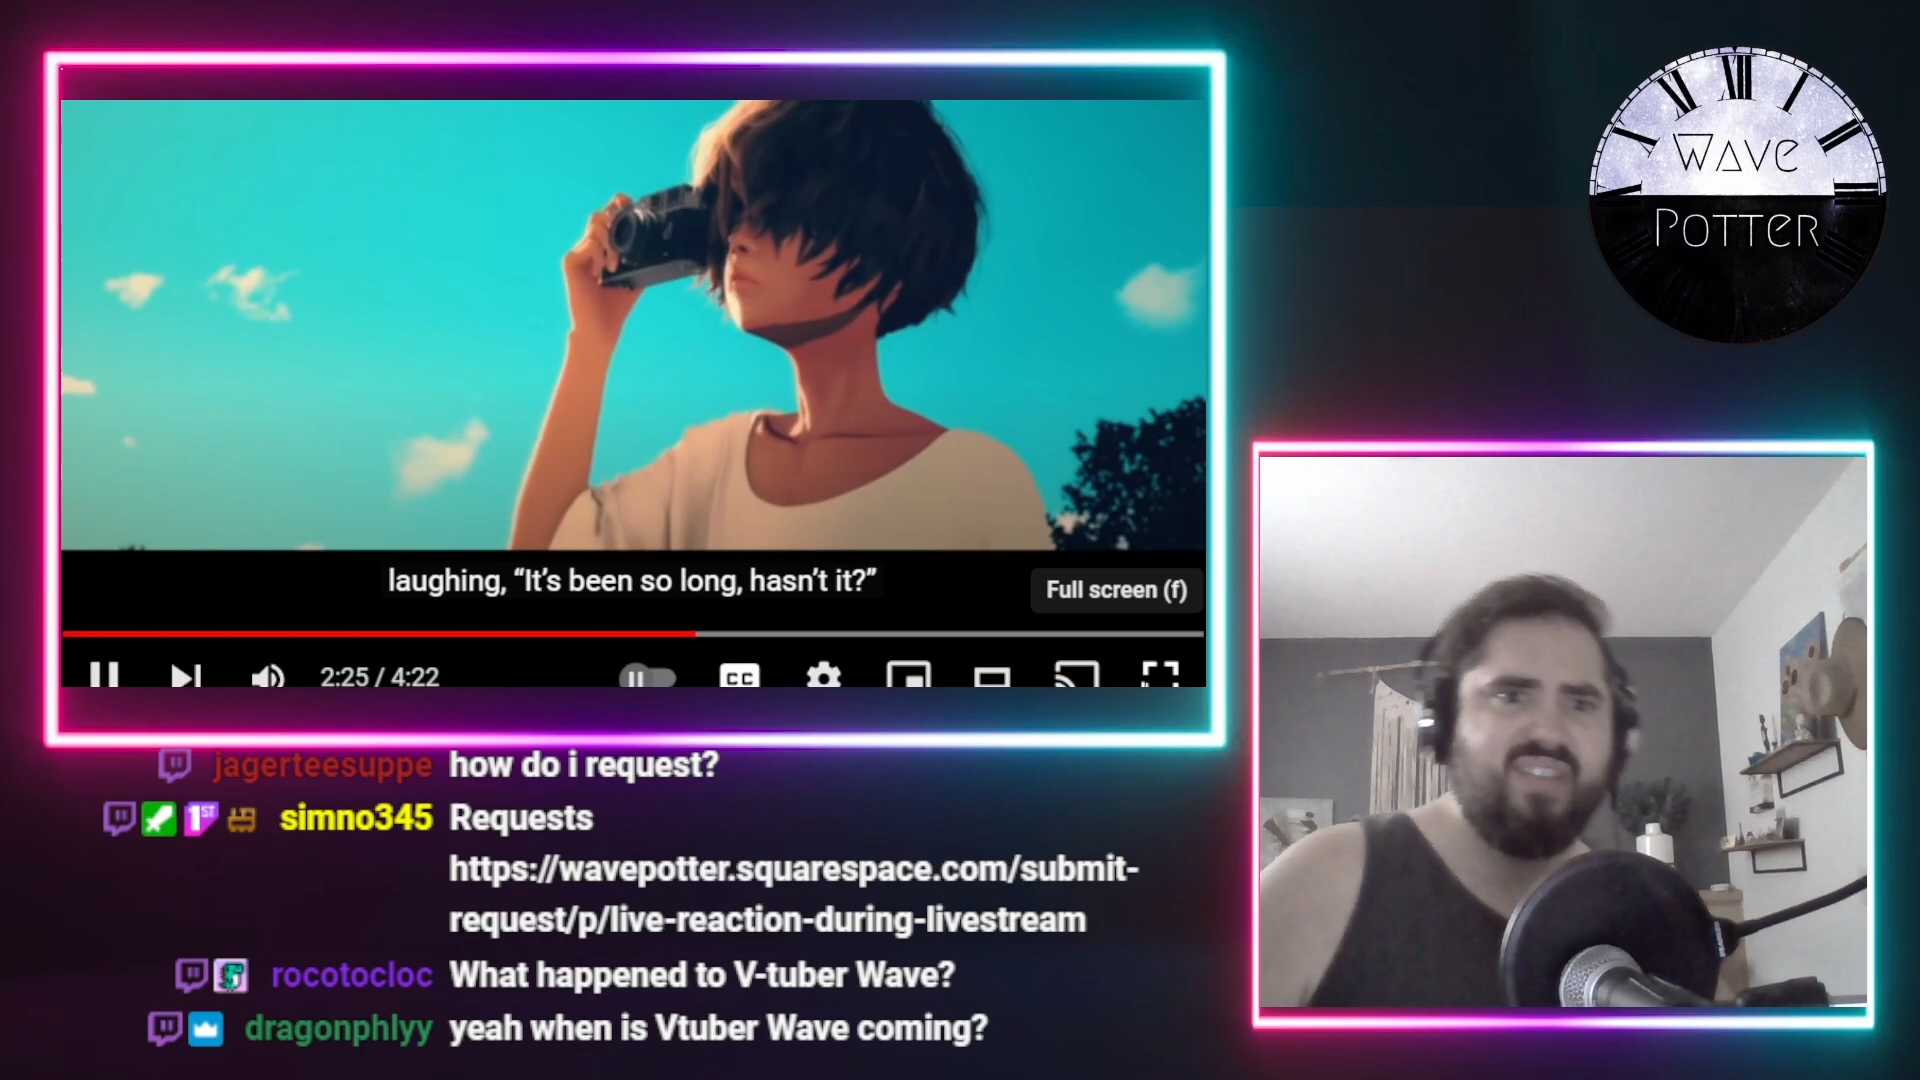 WAVE
POTTER
laughing, “It’s been so long, hasn’t it?”
Full screen (f)
2:25 / 4:22
CC
jagerteesuppe how do i request?
1ST simno345 Requests
https://wavepotter.squarespace.com/submit-
request/p/live-reaction-during-livestream
rocotocloc What happened to V-tuber Wave?
dragonphlyy yeah when is Vtuber Wave coming?